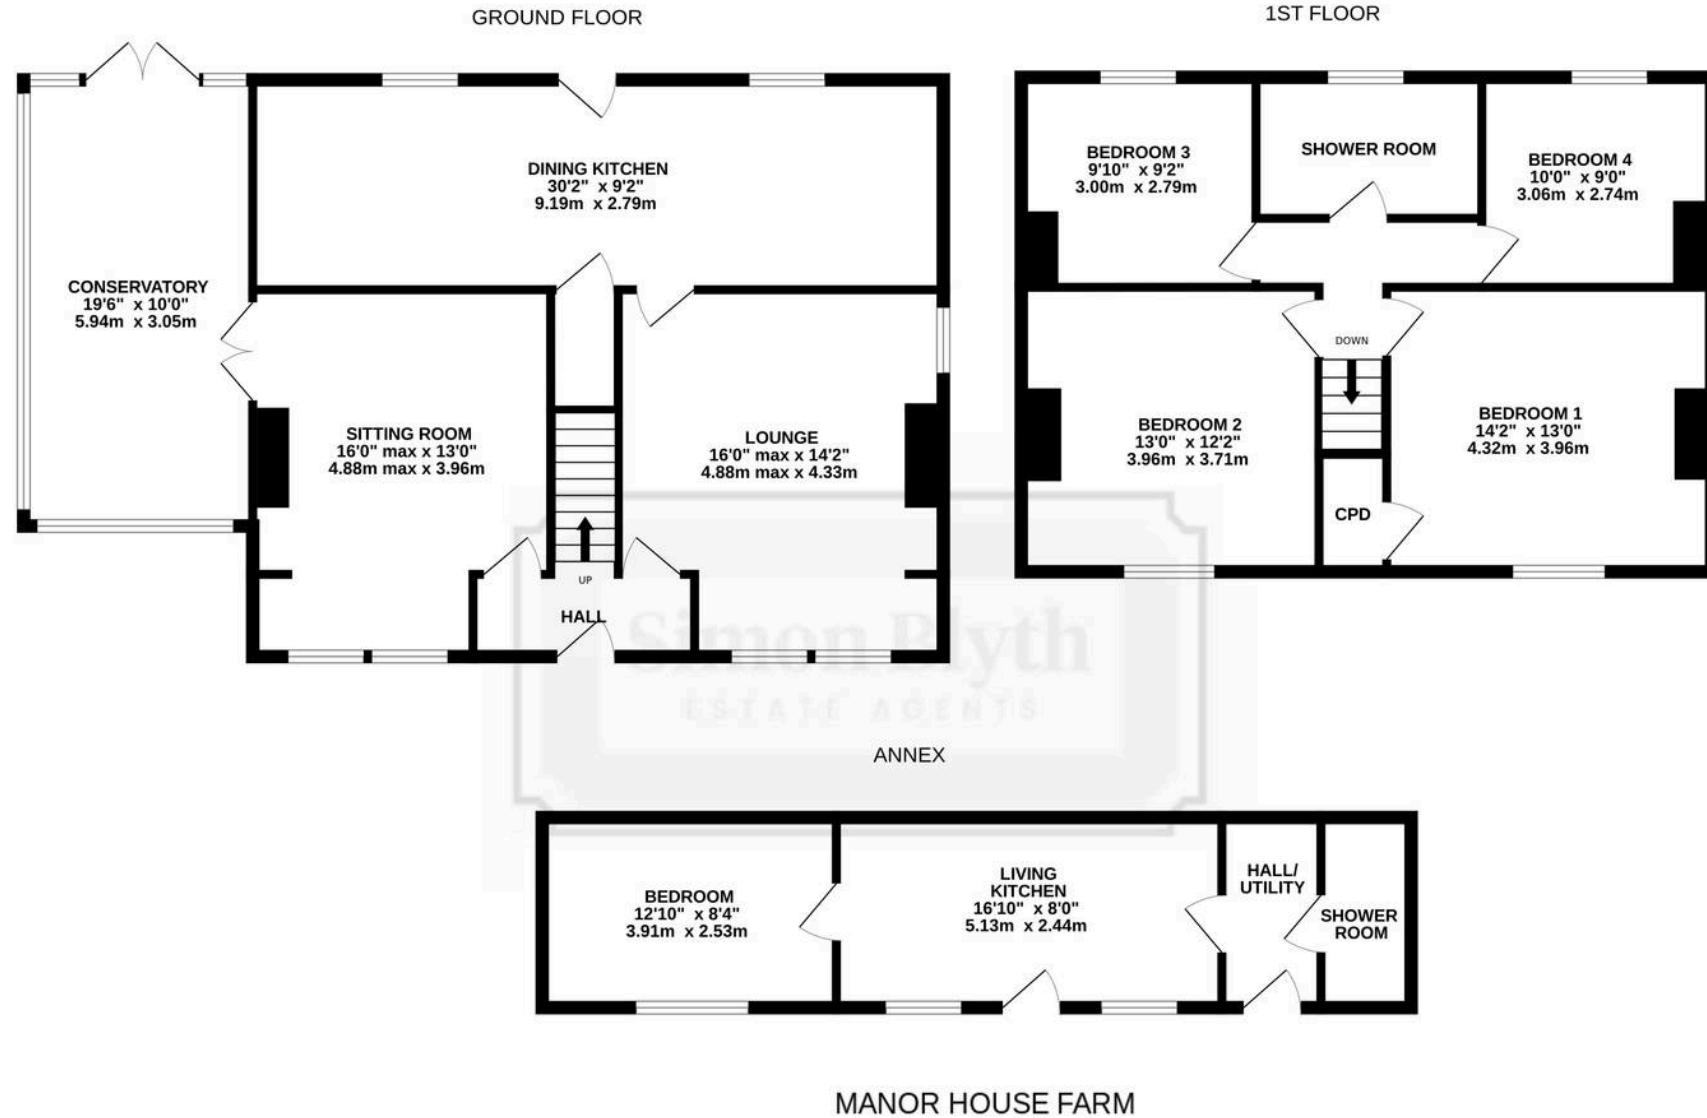 GROUND FLOOR
1ST FLOOR
DINING KITCHEN
30'2" x 9'2"
9.19m x 2.79m
CONSERVATORY
19'6" x 10'0"
5.94m x 3.05m
SITTING ROOM
16'0" max x 13'0"
4.88m max x 3.96m
LOUNGE
16'0" max x 14'2"
4.88m max x 4.33m
UP
HALL
BEDROOM 3
9'10" x 9'2"
3.00m x 2.79m
SHOWER ROOM
BEDROOM 4
10'0" x 9'0"
3.06m x 2.74m
DOWN
BEDROOM 2
13'0" x 12'2"
3.96m x 3.71m
BEDROOM 1
14'2" x 13'0"
4.32m x 3.96m
CPD
Simon Blyth
ESTATE AGENTS
ANNEX
BEDROOM
12'10" x 8'4"
3.91m x 2.53m
LIVING
KITCHEN
16'10" x 8'0"
5.13m x 2.44m
HALL/
UTILITY
SHOWER
ROOM
MANOR HOUSE FARM